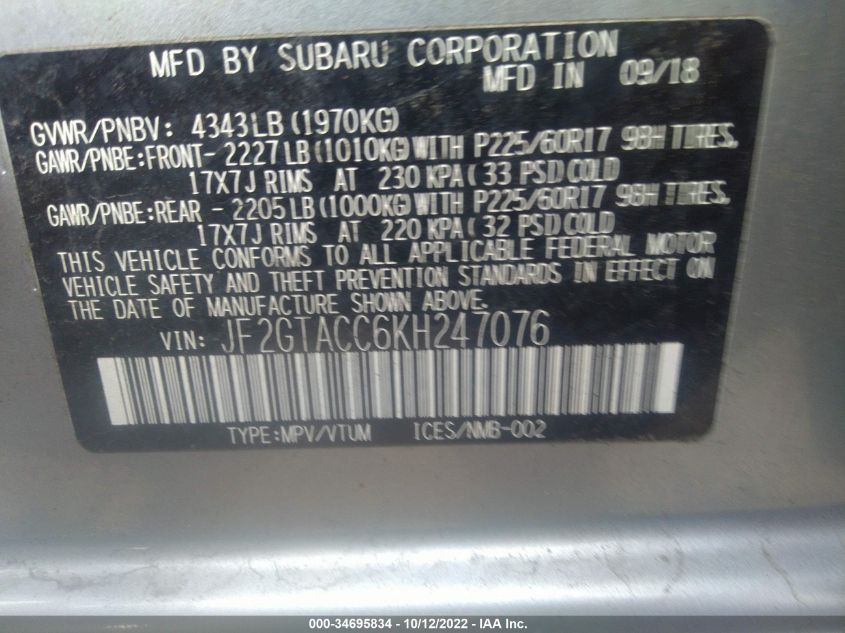 MFD BY SUBARU CORPORATION
MFD IN 09/18
GVWR/PNBV: 4343LB(1970KG)
GAWR/PNBE:FRONT-2227LB(1010KG)WITH P225/60R17 98H TIRES,
17X7J RIMS AT 230 KPA(33 PSI)COLD
GAWR/PNBE:REAR -2205LB(1000KG)WITH P225/60R17 98H TIRES,
17X7J RIMS AT 220 KPA(32 PSI)COLD
THIS VEHICLE CONFORMS TO ALL APPLICABLE FEDERAL MOTOR
VEHICLE SAFETY AND THEFT PREVENTION STANDARDS IN EFFECT ON
THE DATE OF MANUFACTURE SHOWN ABOVE.
VIN: JF2GTACC6KH247076
TYPE:MPV/VTUM ICES/NMB-002
000-34695834 - 10/12/2022 - IAA Inc.